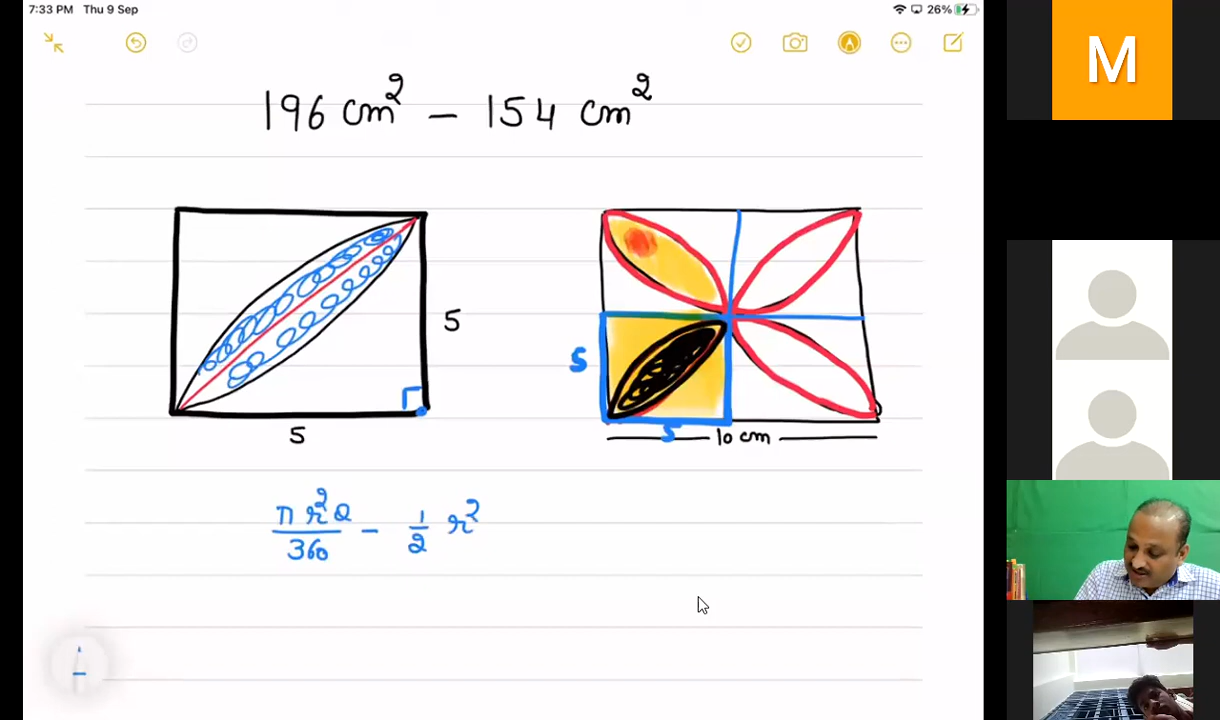 7:33 PM Thu 9 Sep 26%
M
196 cm² - 154 cm²
5
5
5
5
10 cm
πr²θ/360 - 1/2 r²